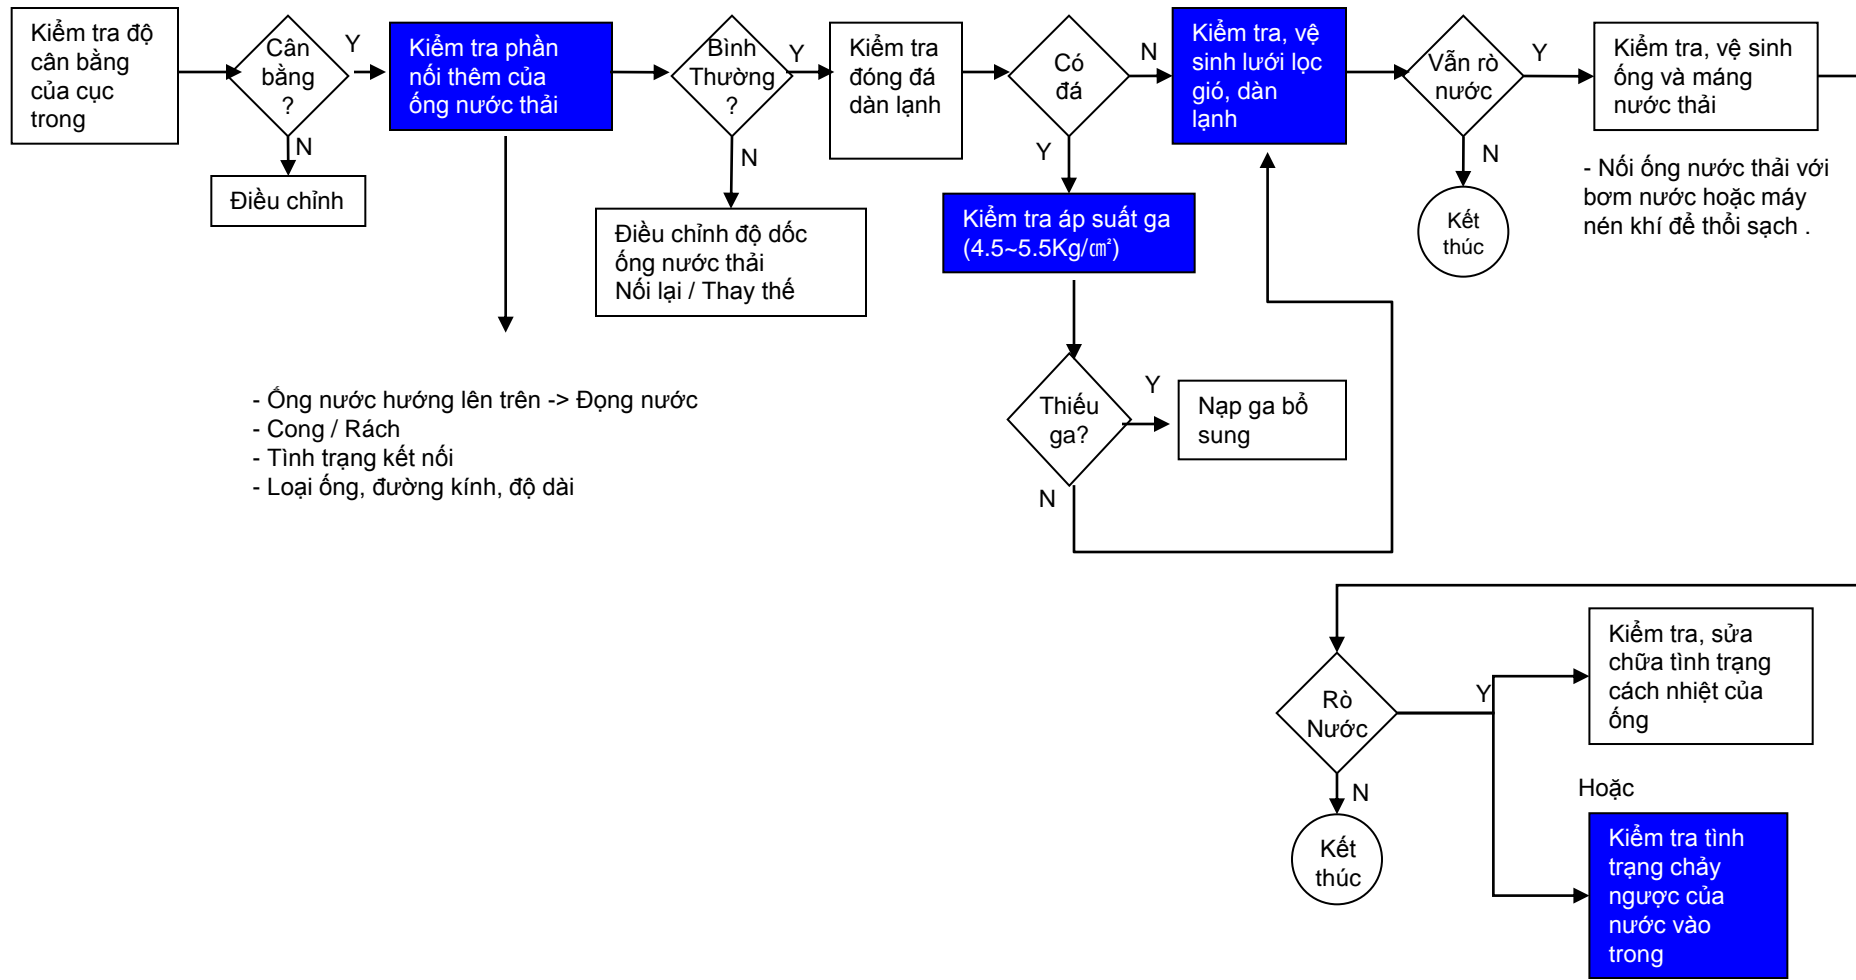 Kiểm tra độ
cân bằng
của cục
trong
Cân
bằng
?
Y
N
Điều chỉnh
Kiểm tra phần
nối thêm của
ống nước thải
- Ống nước hướng lên trên -> Đọng nước
- Cong / Rách
- Tình trạng kết nối
- Loại ống, đường kính, độ dài
Bình
Thường
?
Y
N
Điều chỉnh độ dốc
ống nước thải
Nối lại / Thay thế
Kiểm tra
đóng đá
dàn lạnh
Có
đá
N
Y
Kiểm tra áp suất ga
(4.5~5.5Kg/㎠)
Thiếu
ga?
Y
N
Nạp ga bổ
sung
Kiểm tra, vệ
sinh lưới lọc
gió, dàn
lạnh
Vẫn rò
nước
Y
N
Kết
thúc
Kiểm tra, vệ sinh
ống và máng
nước thải
- Nối ống nước thải với
bơm nước hoặc máy
nén khí để thổi sạch .
Rò
Nước
Y
N
Kết
thúc
Kiểm tra, sửa
chữa tình trạng
cách nhiệt của
ống
Hoặc
Kiểm tra tình
trạng chảy
ngược của
nước vào
trong